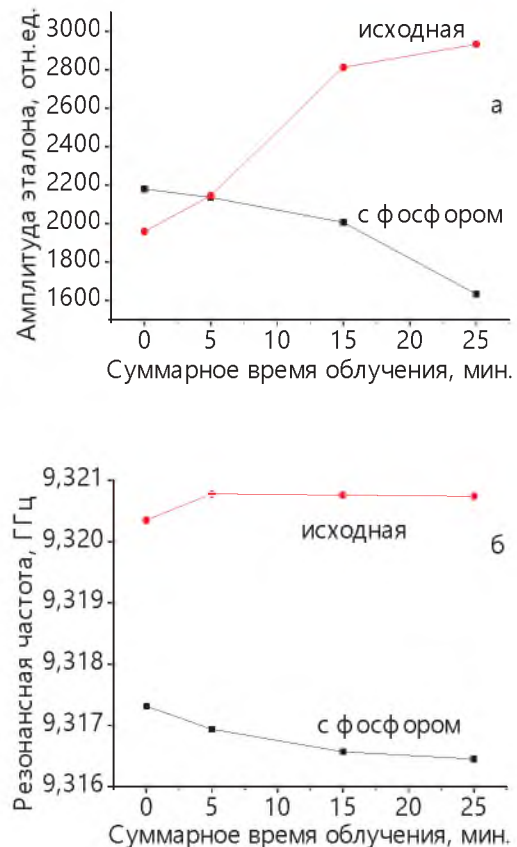 Амплитуда эталона, отн.ед.
3000
2800
2600
2400
2200
2000
1800
1600
исходная
а
с фосфором
0 5 10 15 20 25
Суммарное время облучения, мин.
Резонансная частота, ГГц
9,321
9,320
9,319
9,318
9,317
9,316
исходная
б
с фосфором
0 5 10 15 20 25
Суммарное время облучения, мин.